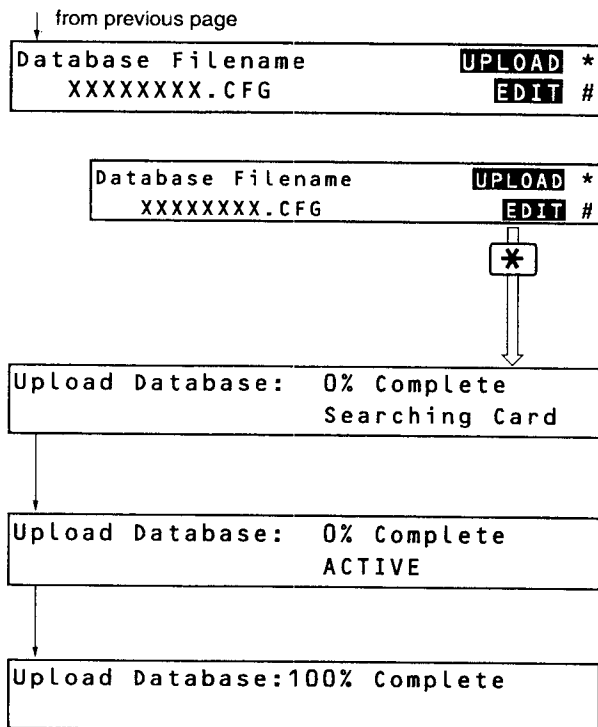 from previous page
Database Filename UPLOAD *
XXXXXXXX.CFG EDIT #
Database Filename UPLOAD *
XXXXXXXX.CFG EDIT #
*
Upload Database: 0% Complete
Searching Card
Upload Database: 0% Complete
ACTIVE
Upload Database:100% Complete